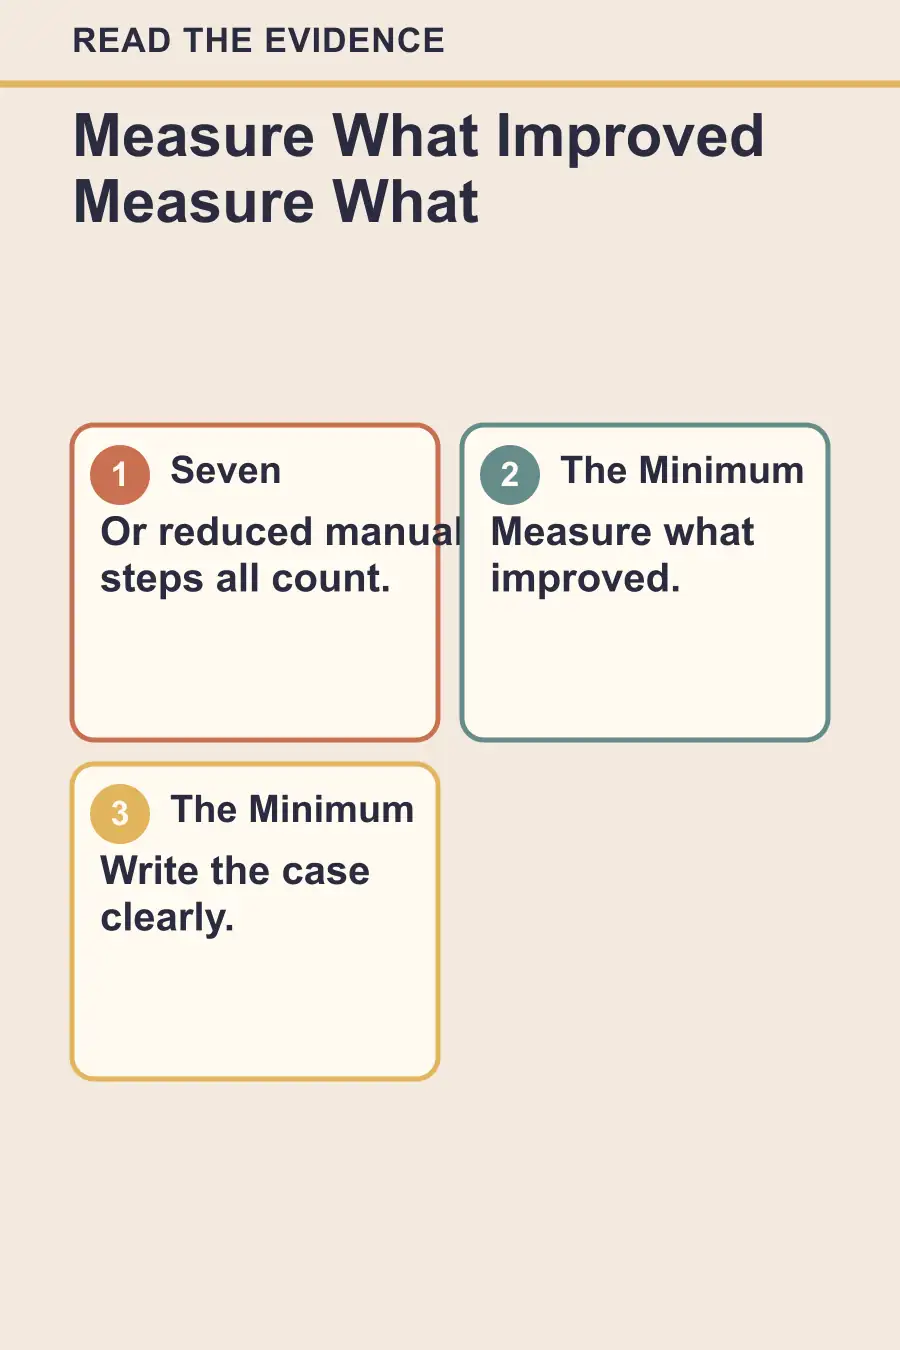 READ THE EVIDENCE
Measure What Improved
Measure What
1 Seven
Or reduced manual
steps all count.
2 The Minimum
Measure what
improved.
3 The Minimum
Write the case
clearly.